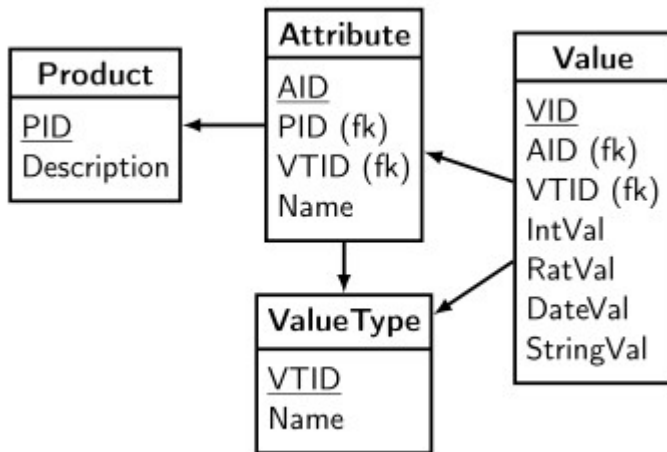 Product
PID
Description
Attribute
AID
PID (fk)
VTID (fk)
Name
Value
VID
AID (fk)
VTID (fk)
IntVal
RatVal
DateVal
StringVal
ValueType
VTID
Name